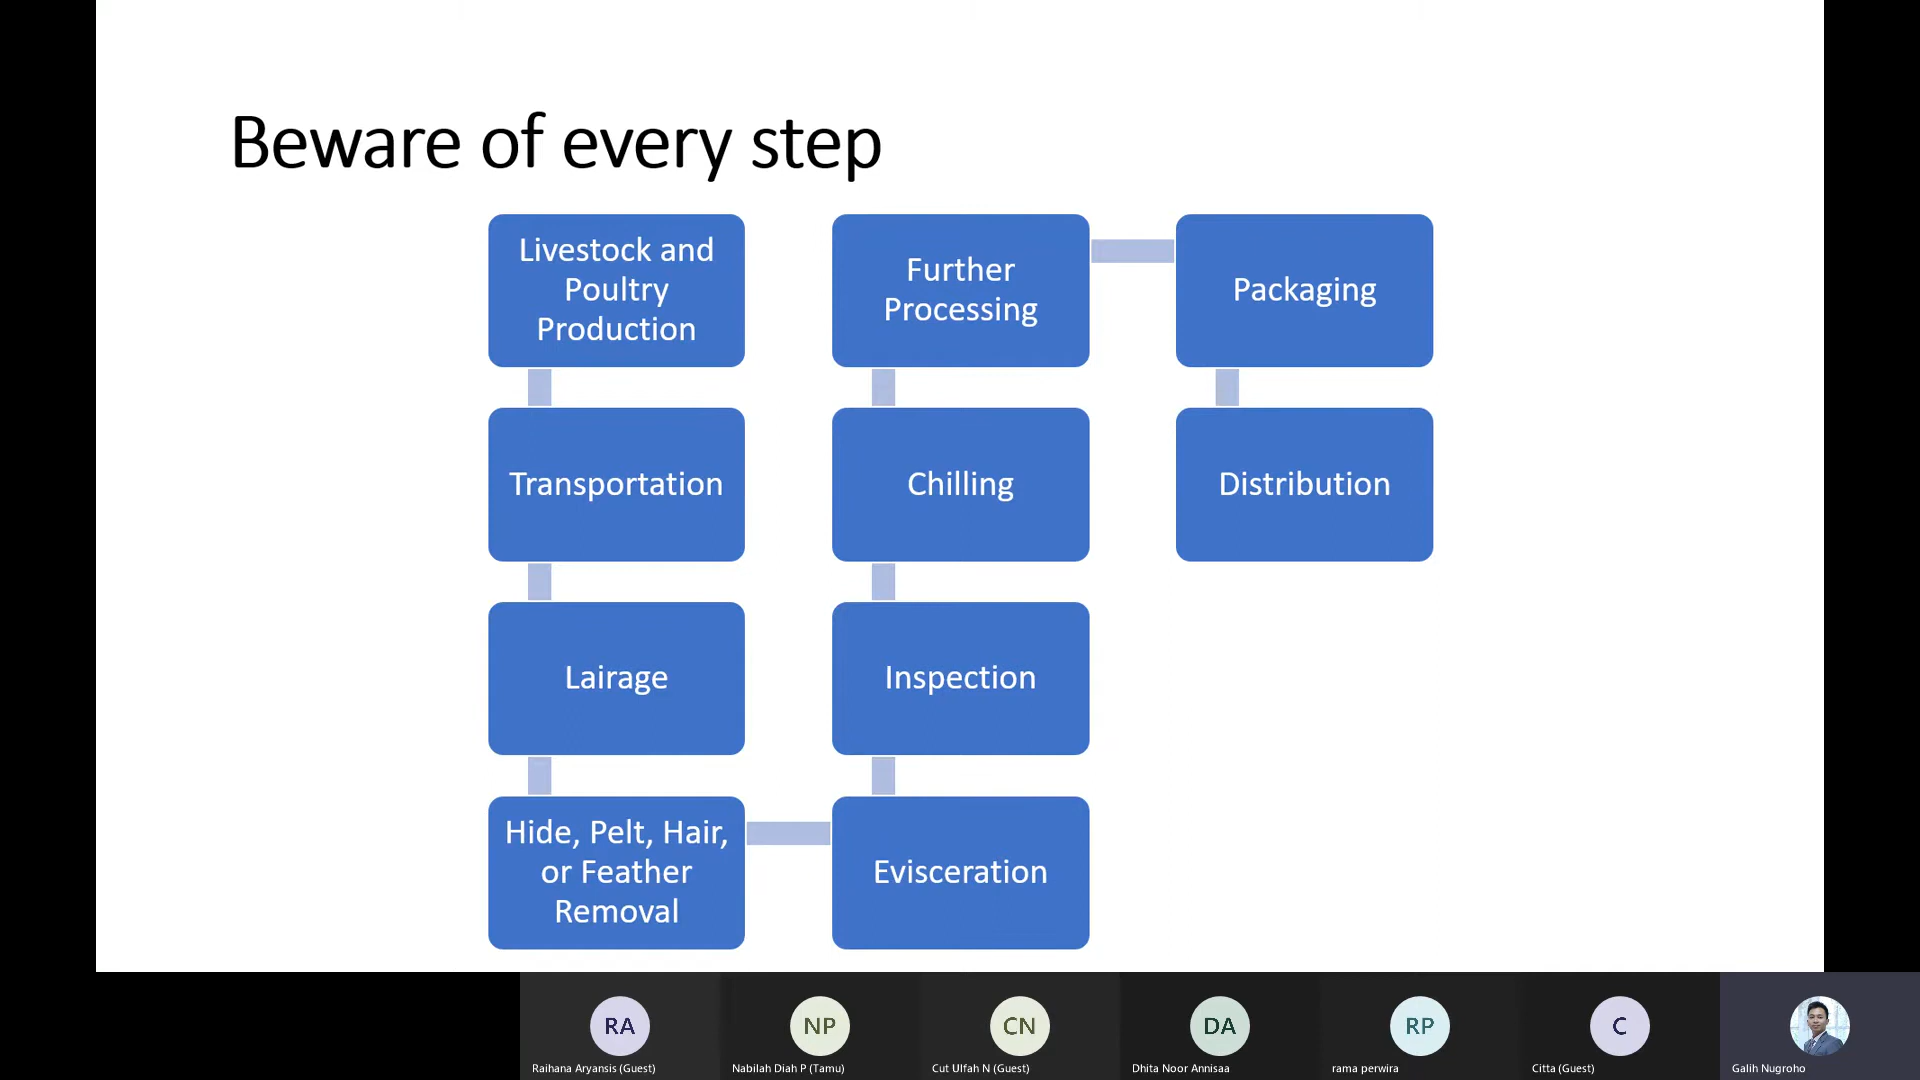 Beware of every step
Livestock and
Poultry
Production
Transportation
Lairage
Hide, Pelt, Hair,
or Feather
Removal
Evisceration
Inspection
Chilling
Further
Processing
Packaging
Distribution
RA
Raihana Aryansis (Guest)
NP
Nabilah Diah P (Tamu)
CN
Cut Ulfah N (Guest)
DA
Dhita Noor Annisaa
RP
rama perwira
C
Citta (Guest)
Galih Nugroho